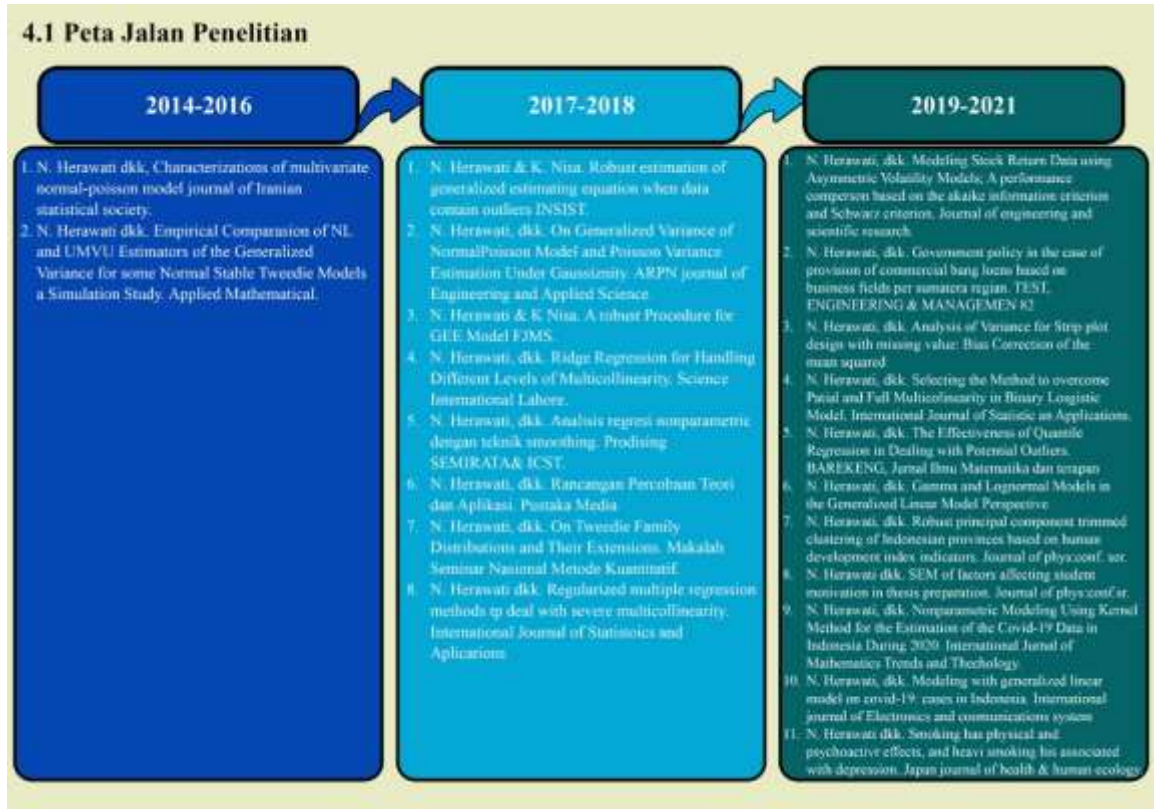 4.1 Peta Jalan Penelitian
2014-2016
1. N. Herawati dkk, Characterizations of multivariate
normal-poisson model journal of Iranian
statistical society.
2. N. Herawati dkk. Empirical Comparasion of NL
and UMVU Estimators of the Generalized
Variance for some Normal Stable Tweedie Models
a Simulation Study. Applied Mathematical.
2017-2018
1. N. Herawati & K. Nisa. Robust estimation of
generalized estimating equation when data
contain outliers INSIST.
2. N. Herawati, dkk. On Generalized Variance of
NormalPoisson Model and Poisson Variance
Estimation Under Gaussianity. ARPN journal of
Engineering and Applied Science.
3. N. Herawati & K Nisa. A robust Procedure for
GEE Model FJMS.
4. N. Herawati, dkk. Ridge Regression for Handling
Different Levels of Multicollinearity. Science
International Lahore.
5. N. Herawati, dkk. Analisis regresi nonparametric
dengan teknik smoothing. Prodising
SEMIRATA& ICST.
6. N. Herawati, dkk. Rancangan Percobaan Teori
dan Aplikasi. Pustaka Media
7. N. Herawati, dkk. On Tweedie Family
Distributions and Their Extensions. Makalah
Seminar Nasional Metode Kuantitatif.
8. N. Herawati dkk. Regularized multiple regression
methods tp deal with severe multicollinearity.
International Journal of Statistoics and
Aplications
2019-2021
1. N. Herawati, dkk. Modeling Stock Return Data using
Asymmetric Volatility Models; A performance
comperson based on the akaike information criterion
and Schwarz criterion. Journal of engineering and
scientific research.
2. N. Herawati, dkk. Government policy in the case of
provision of commercial bang loens based on
business fields per sumatera region. TEST,
ENGINEERING & MANAGEMEN 82
3. N. Herawati, dkk. Analysis of Variance for Strip plot
design with missing value: Bias Correction of the
mean squared
4. N. Herawati, dkk. Selecting the Method to overcome
Patial and Full Multicolinearity in Binary Longistic
Model. International Journal of Statistic an Applications.
5. N. Herawati, dkk. The Effectiveness of Quantile
Regression in Dealing with Potential Outliers.
BAREKENG, Jernal Ilmu Matematika dan terapan
6. N. Herawati, dkk. Gamma and Lognormal Models in
the Generalized Linear Model Perspective
7. N. Herawati, dkk. Robust principal component trimmed
clustering of Indonesian provinces based on human
development index indicators. Journal of phys:conf. ser.
8. N. Herawati dkk. SEM of factors affecting student
motivation in thesis preparation. Journal of phys:conf.sr.
9. N. Herawati, dkk. Nonparametric Modeling Using Kernel
Method for the Estimation of the Covid-19 Data in
Indonesia During 2020. International Jurnal of
Mathematics Trends and Thechology
10. N. Herawati, dkk. Modeling with generalized linear
model on covid-19. cases in Indonesia. International
journal of Electronics and communications system
11. N. Herawati dkk. Smoking has physical and
psychoactive effects, and heavi smoking his associated
with depression. Japan journal of health & human ecology.